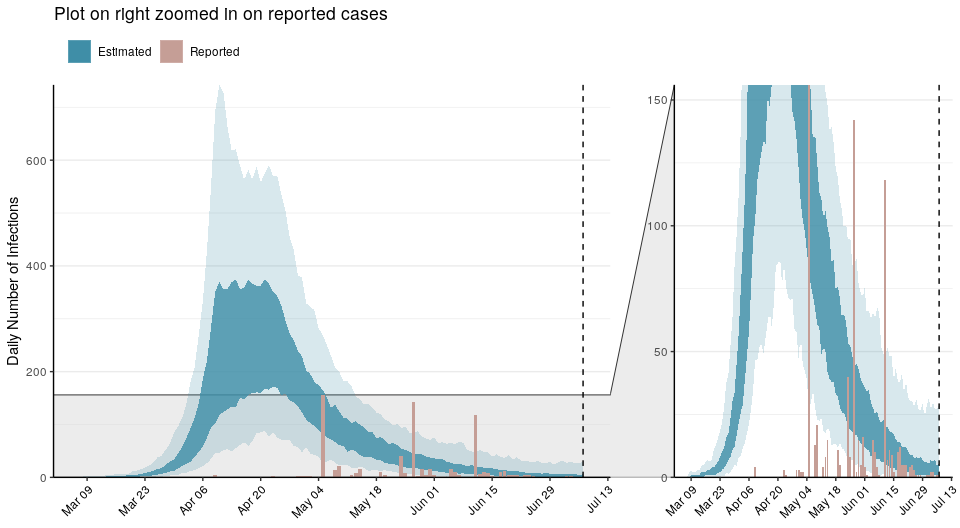 Plot on right zoomed in on reported cases
Estimated Reported
Daily Number of Infections
600
400
200
0
Mar 09 Mar 23 Apr 06 Apr 20 May 04 May 18 Jun 01 Jun 15 Jun 29 Jul 13
150
100
50
0
Mar 09 Mar 23 Apr 06 Apr 20 May 04 May 18 Jun 01 Jun 15 Jun 29 Jul 13